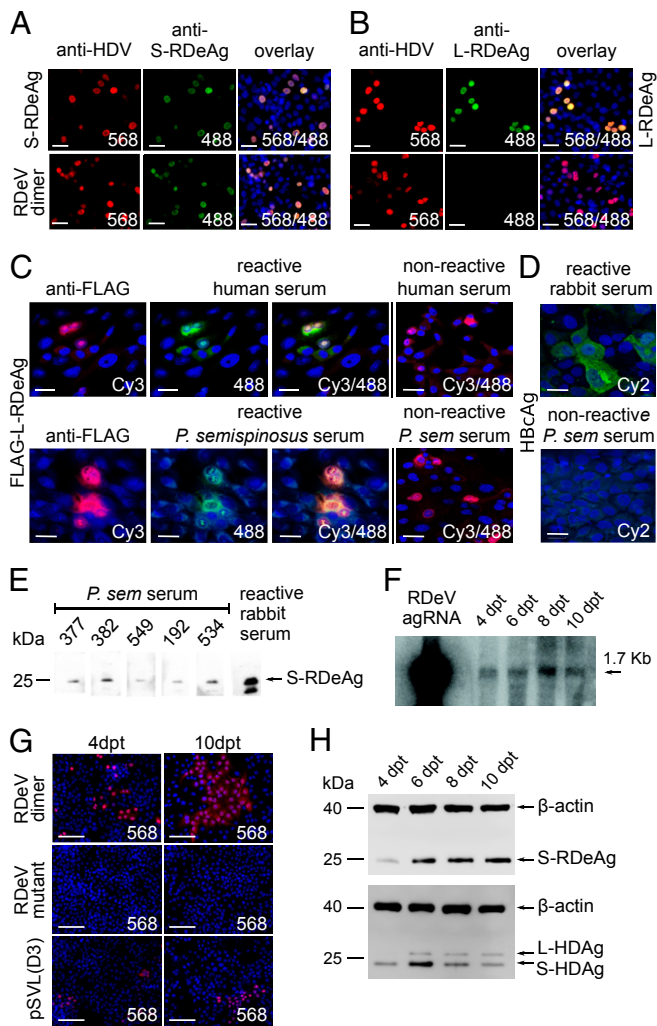 A
anti-HDV
anti-
S-RDeAg
overlay
S-RDeAg
568
488
568/488
RDeV
dimer
568
488
568/488
B
anti-HDV
anti-
L-RDeAg
overlay
L-RDeAg
568
488
568/488
568
488
568/488
C
anti-FLAG
reactive
human serum
non-reactive
human serum
FLAG-L-RDeAg
Cy3
488
Cy3/488
Cy3/488
anti-FLAG
reactive
P. semispinosus serum
non-reactive
P. sem serum
Cy3
488
Cy3/488
Cy3/488
D
reactive
rabbit serum
HBcAg
Cy2
non-reactive
P. sem serum
Cy2
E
P. sem serum
reactive
rabbit
serum
kDa
377
382
549
192
534
25
S-RDeAg
F
RDeV
agRNA
4 dpt
6 dpt
8 dpt
10 dpt
1.7 Kb
G
4dpt
10dpt
RDeV
dimer
568
568
RDeV
mutant
568
568
pSVL(D3)
568
568
H
kDa
4 dpt
6 dpt
8 dpt
10 dpt
40
β-actin
25
S-RDeAg
40
β-actin
25
L-HDAg
S-HDAg